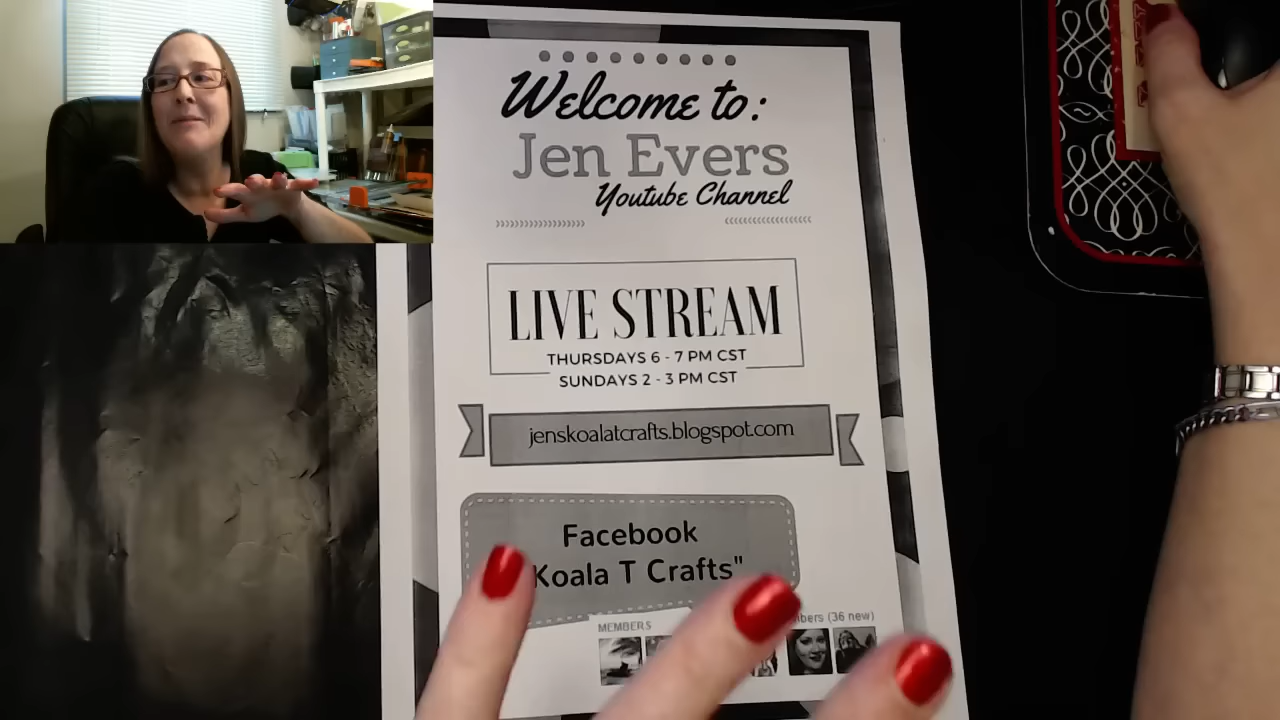 Welcome to:
Jen Evers
Youtube Channel
LIVE STREAM
THURSDAYS 6 - 7 PM CST
SUNDAYS 2 - 3 PM CST
jenskoalatcrafts.blogspot.com
Facebook
Koala T Crafts"
MEMBERS
(36 new)